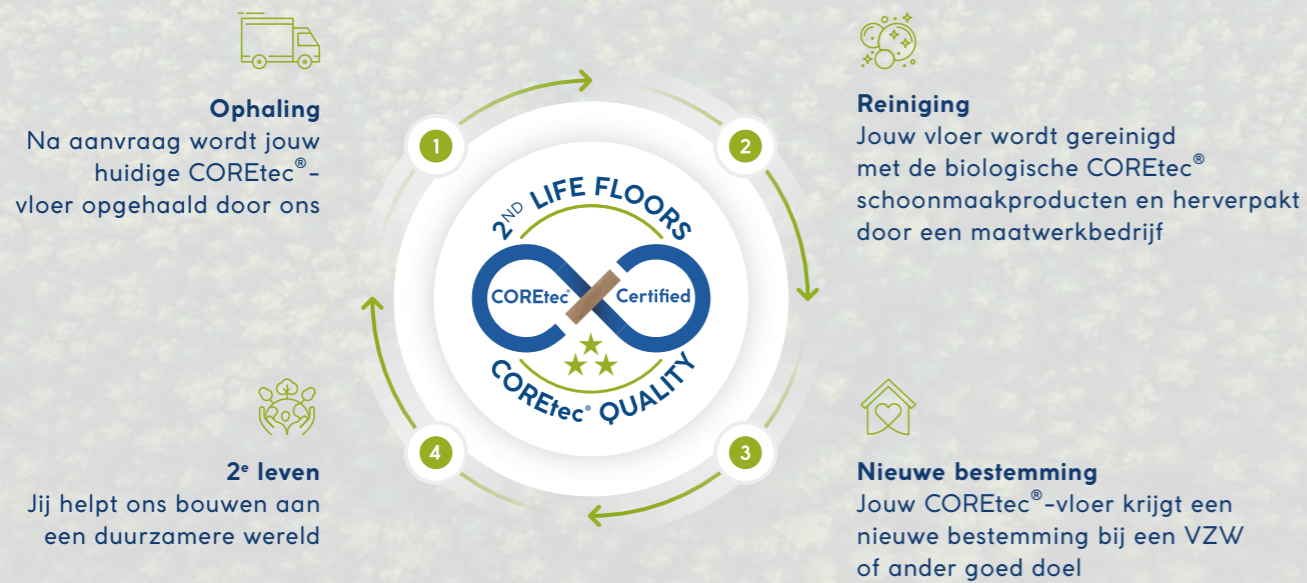 Ophaling
Na aanvraag wordt jouw
huidige COREtec®-
vloer opgehaald door ons
1
2
Reiniging
Jouw vloer wordt gereinigd
met de biologische COREtec®
schoonmaakproducten en herverpakt
door een maatwerkbedrijf
2ND LIFE FLOORS
COREtec® Certified
COREtec® QUALITY
3
Nieuwe bestemming
Jouw COREtec®-vloer krijgt een
nieuwe bestemming bij een VZW
of ander goed doel
4
2e leven
Jij helpt ons bouwen aan
een duurzamere wereld